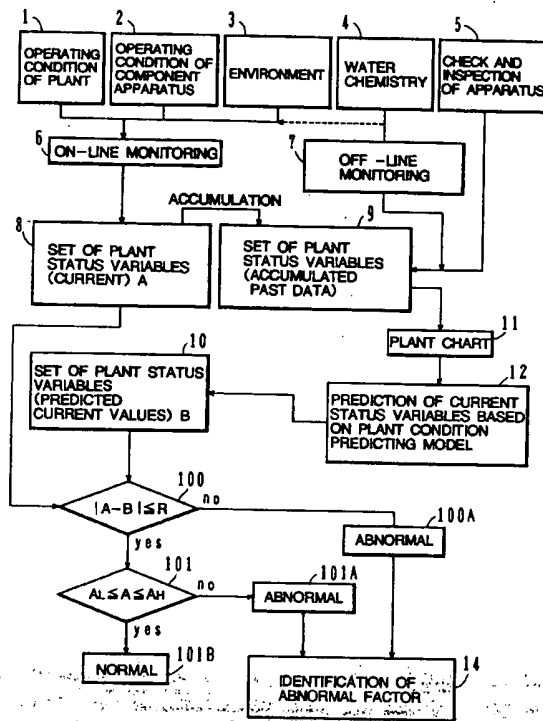 1
OPERATING
CONDITION
OF PLANT
2
OPERATING
CONDITION OF
COMPONENT
APPARATUS
3
ENVIRONMENT
4
WATER
CHEMISTRY
5
CHECK AND
INSPECTION
OF APPARATUS
6
ON-LINE MONITORING
7
OFF -LINE
MONITORING
ACCUMULATION
8
SET OF PLANT
STATUS VARIABLES
(CURRENT) A
9
SET OF PLANT
STATUS VARIABLES
(ACCUMULATED
PAST DATA)
11
PLANT CHART
10
SET OF PLANT STATUS
VARIABLES
(PREDICTED
CURRENT VALUES) B
12
PREDICTION OF CURRENT
STATUS VARIABLES BASED
ON PLANT CONDITION
PREDICTING MODEL
100
|A-B|≤R
no
yes
100A
ABNORMAL
101
AL≤A≤AH
no
yes
101A
ABNORMAL
NORMAL
101B
14
IDENTIFICATION OF
ABNORMAL FACTOR